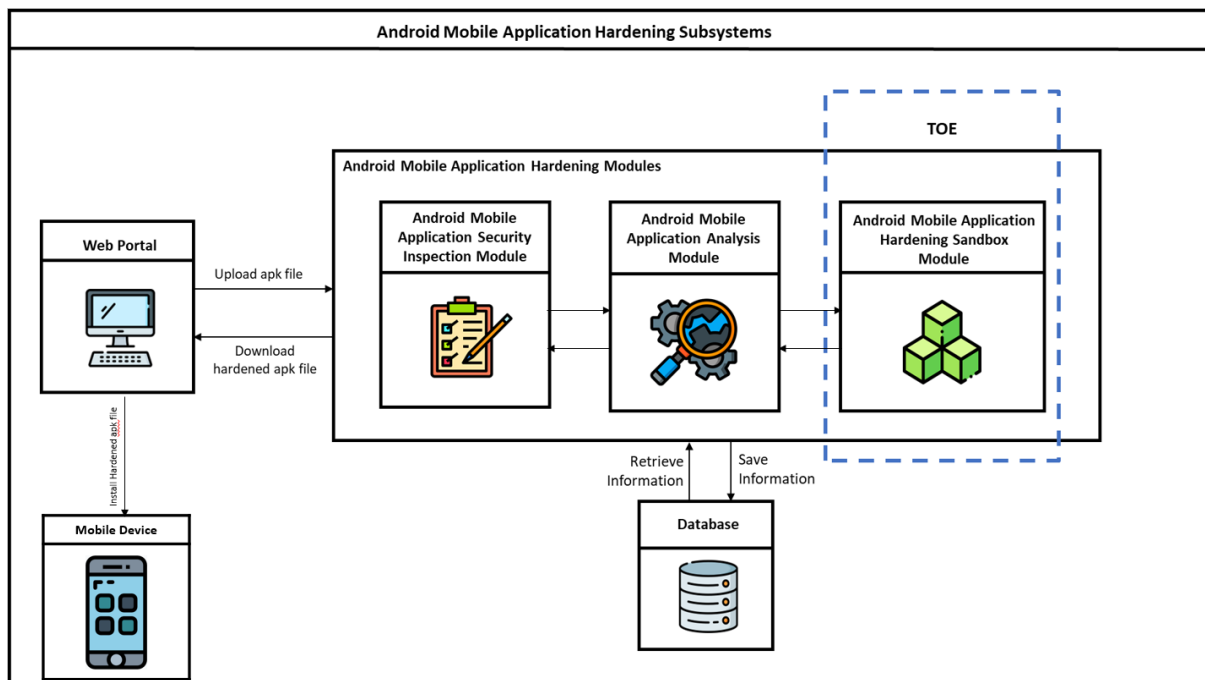 Android Mobile Application Hardening Subsystems
TOE
Android Mobile Application Hardening Modules
Android Mobile
Application Security
Inspection Module
Android Mobile
Application Analysis
Module
Android Mobile Application
Hardening Sandbox
Module
Web Portal
Upload apk file
Download
hardened apk file
Install Hardened apk file
Retrieve
Information
Save
Information
Mobile Device
Database